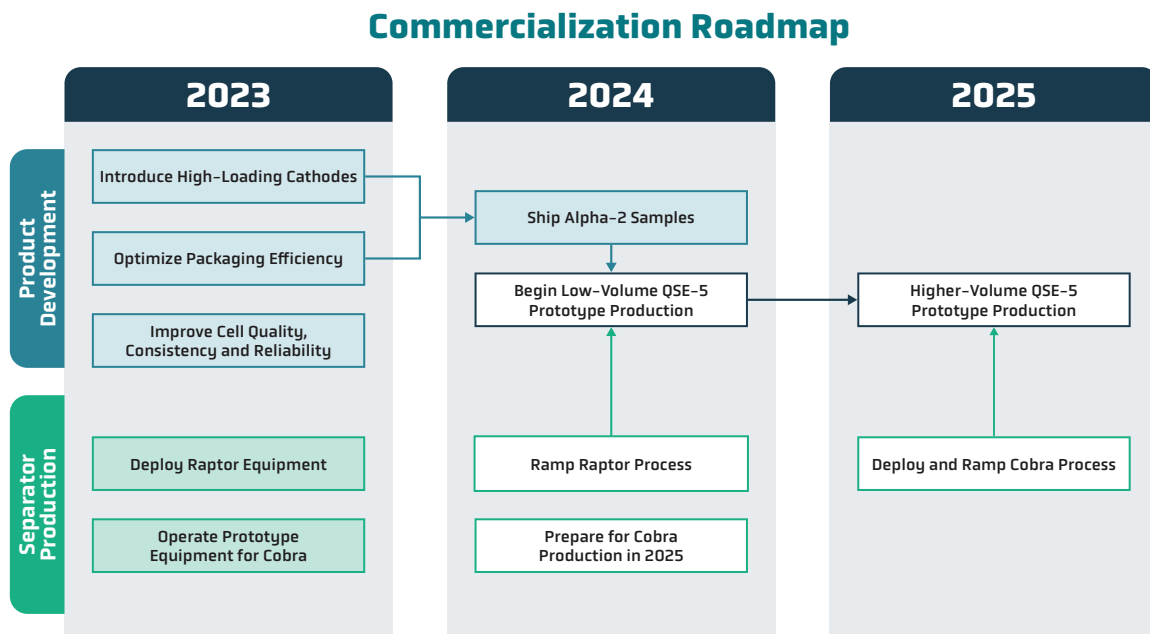 Commercialization Roadmap
2023
2024
2025
Product
Development
Introduce High-Loading Cathodes
Optimize Packaging Efficiency
Improve Cell Quality,
Consistency and Reliability
Ship Alpha-2 Samples
Begin Low-Volume QSE-5
Prototype Production
Higher-Volume QSE-5
Prototype Production
Separator
Production
Deploy Raptor Equipment
Operate Prototype
Equipment for Cobra
Ramp Raptor Process
Prepare for Cobra
Production in 2025
Deploy and Ramp Cobra Process